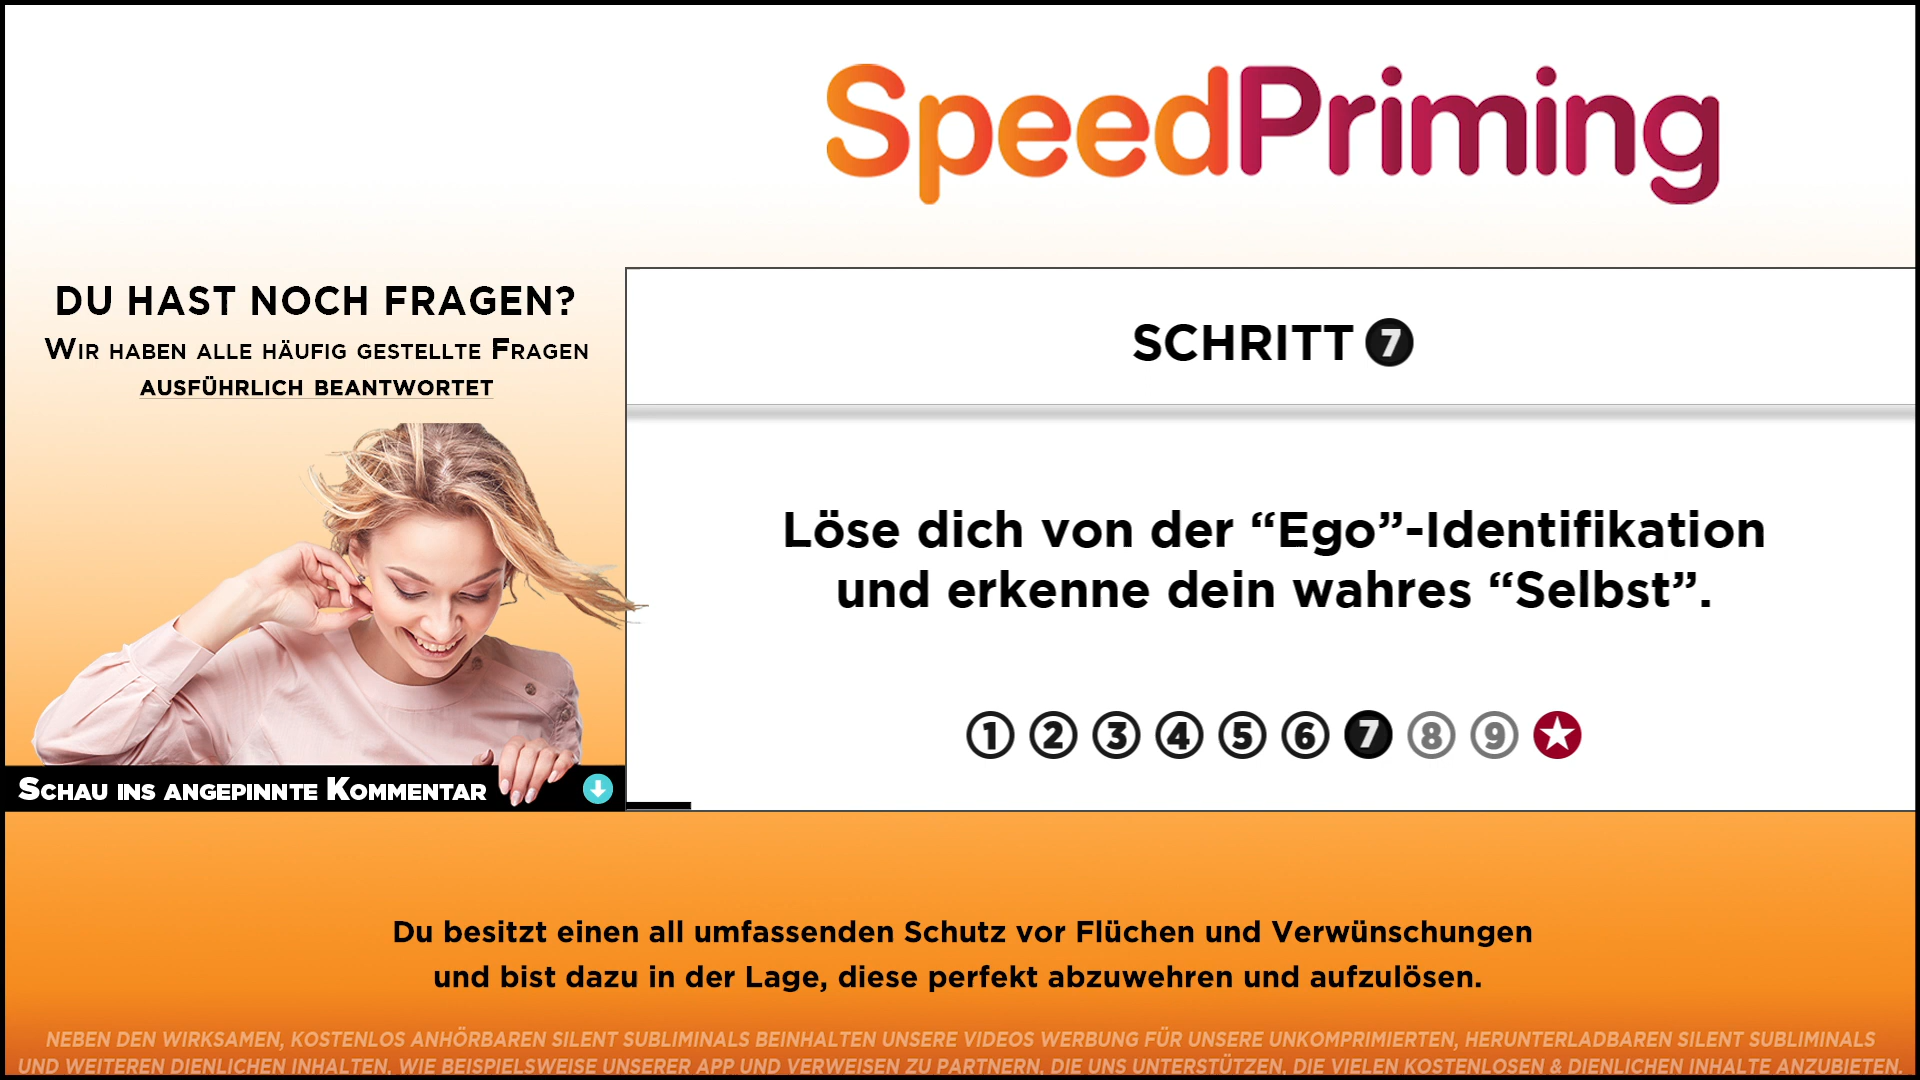 SpeedPriming
DU HAST NOCH FRAGEN?
WIR HABEN ALLE HÄUFIG GESTELLTE FRAGEN
AUSFÜHRLICH BEANTWORTET
SCHAU INS ANGEPINNTE KOMMENTAR
SCHRITT 7
Löse dich von der “Ego”-Identifikation
und erkenne dein wahres “Selbst”.
1 2 3 4 5 6 7 8 9
Du besitzt einen all umfassenden Schutz vor Flüchen und Verwünschungen
und bist dazu in der Lage, diese perfekt abzuwehren und aufzulösen.
NEBEN DEN WIRKSAMEN, KOSTENLOS ANHÖRBAREN SILENT SUBLIMINALS BEINHALTEN UNSERE VIDEOS WERBUNG FÜR UNSERE UNKOMPRIMIERTEN, HERUNTERLADBAREN SILENT SUBLIMINALS
UND WEITEREN DIENLICHEN INHALTEN, WIE BEISPIELSWEISE UNSERER APP UND VERWEISEN ZU PARTNERN, DIE UNS UNTERSTÜTZEN, DIE VIELEN KOSTENLOSEN & DIENLICHEN INHALTE ANZUBIETEN.